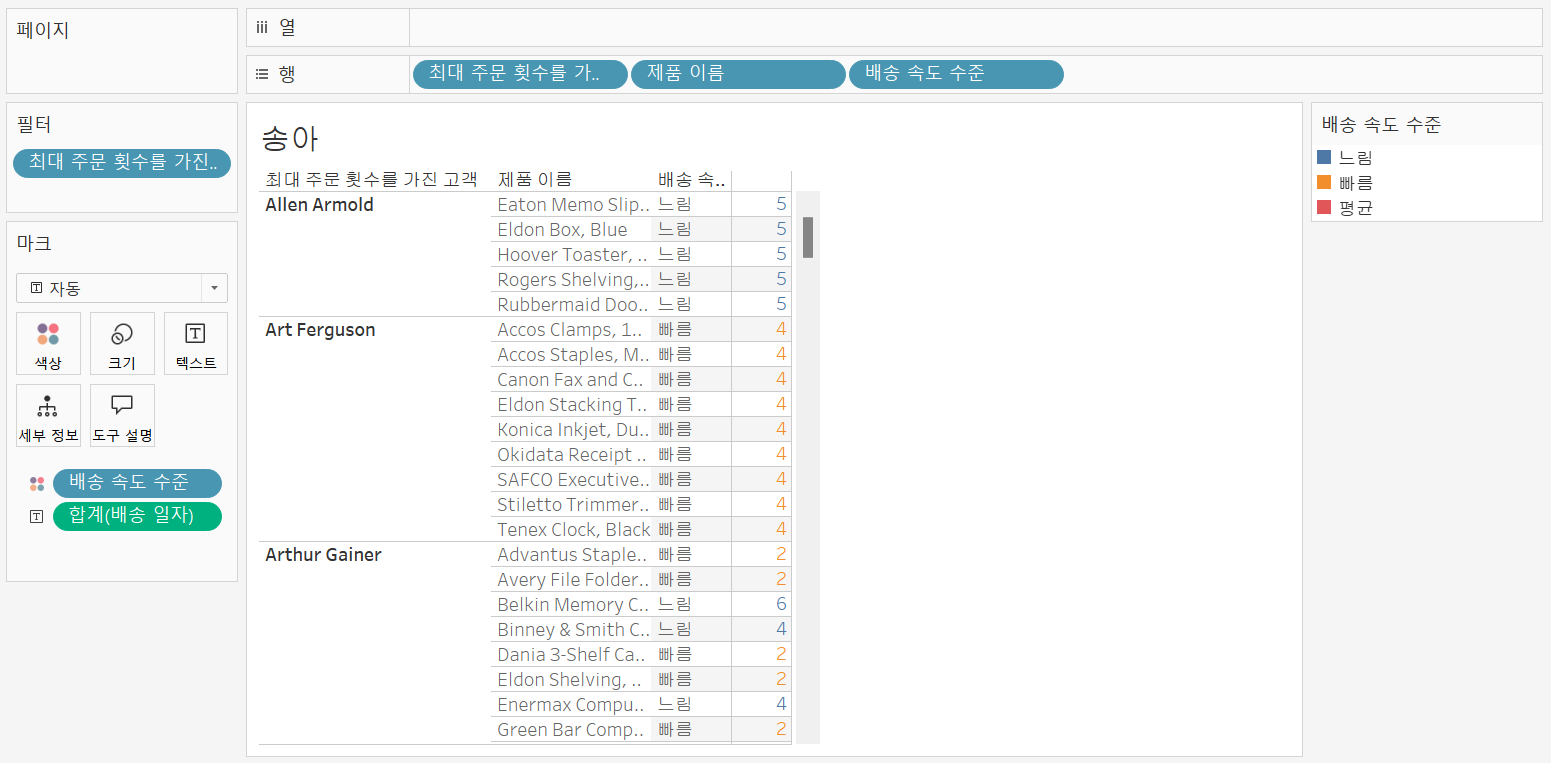 페이지
iii 열
행 최대 주문 횟수를 가.. 제품 이름 배송 속도 수준
필터
최대 주문 횟수를 가진..
마크
자동
색상 크기 텍스트
세부 정보 도구 설명
배송 속도 수준
합계(배송 일자)
송아
최대 주문 횟수를 가진 고객 제품 이름 배송 속..
Allen Armold Eaton Memo Slip.. 느림 5
Eldon Box, Blue 느림 5
Hoover Toaster, .. 느림 5
Rogers Shelving,.. 느림 5
Rubbermaid Doo.. 느림 5
Art Ferguson Accos Clamps, 1.. 빠름 4
Accos Staples, M.. 빠름 4
Canon Fax and C.. 빠름 4
Eldon Stacking T.. 빠름 4
Konica Inkjet, Du.. 빠름 4
Okidata Receipt .. 빠름 4
SAFCO Executive.. 빠름 4
Stiletto Trimmer.. 빠름 4
Tenex Clock, Black 빠름 4
Arthur Gainer Advantus Staple.. 빠름 2
Avery File Folder.. 빠름 2
Belkin Memory C.. 느림 6
Binney & Smith C.. 느림 4
Dania 3-Shelf Ca.. 빠름 2
Eldon Shelving, .. 빠름 2
Enermax Compu.. 느림 4
Green Bar Comp.. 빠름 2
배송 속도 수준
느림
빠름
평균